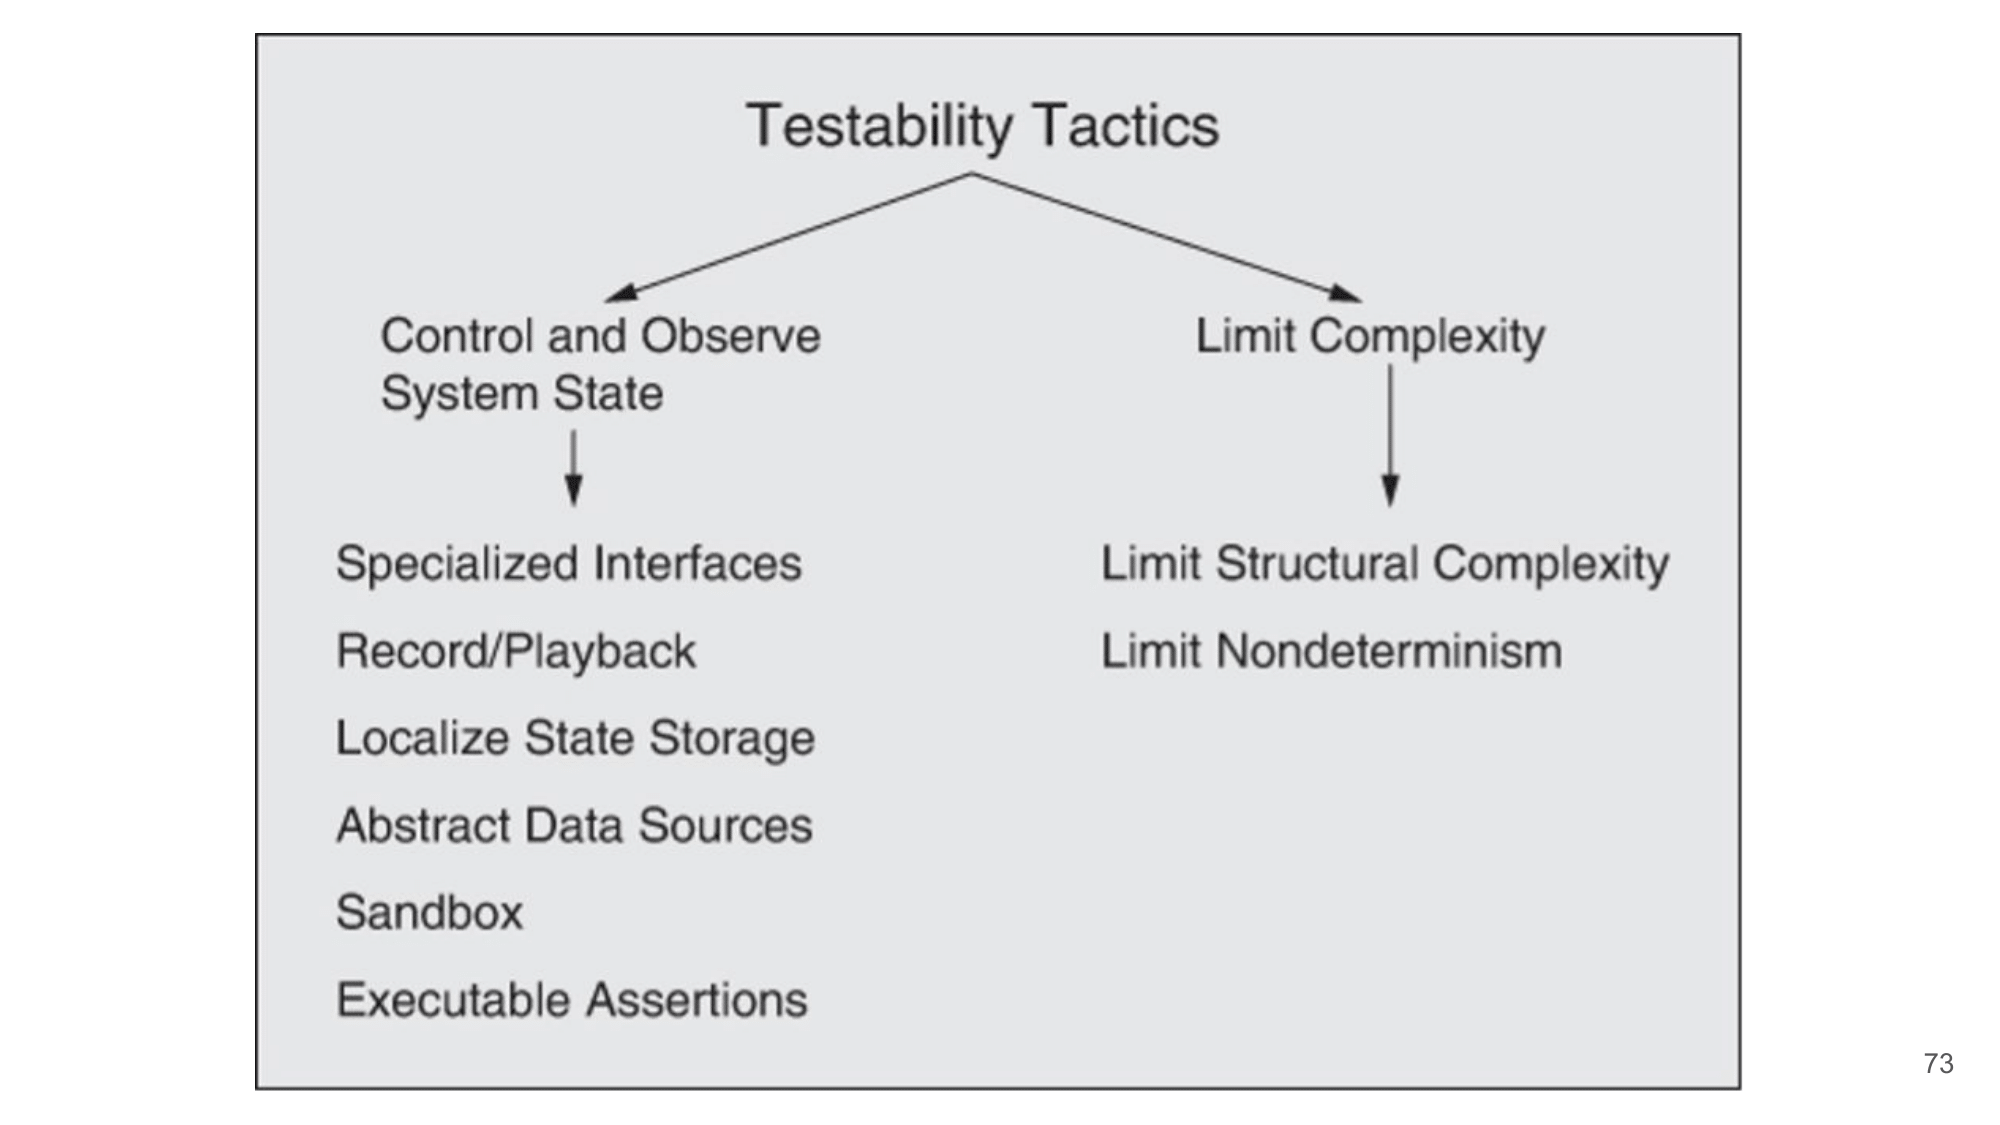 Testability Tactics
Control and Observe
System State
Limit Complexity
Specialized Interfaces
Record/Playback
Localize State Storage
Abstract Data Sources
Sandbox
Executable Assertions
Limit Structural Complexity
Limit Nondeterminism
73